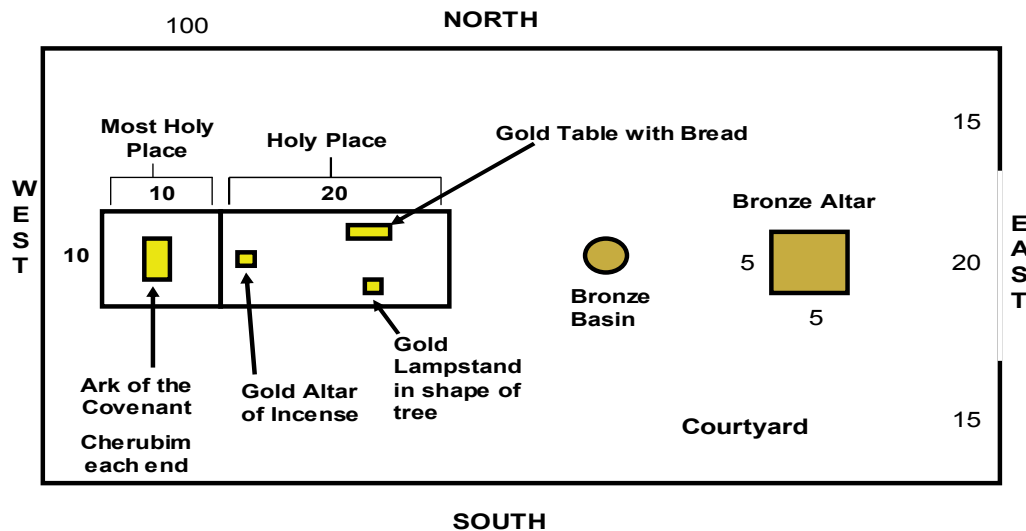 NORTH
100
Most Holy
Place
Holy Place
Gold Table with Bread
15
10
20
WEST
10
Bronze Altar
5
5
Bronze
Basin
20
EAST
Gold
Lampstand
in shape of
tree
Ark of the
Covenant
Cherubim
each end
Gold Altar
of Incense
Courtyard
15
SOUTH